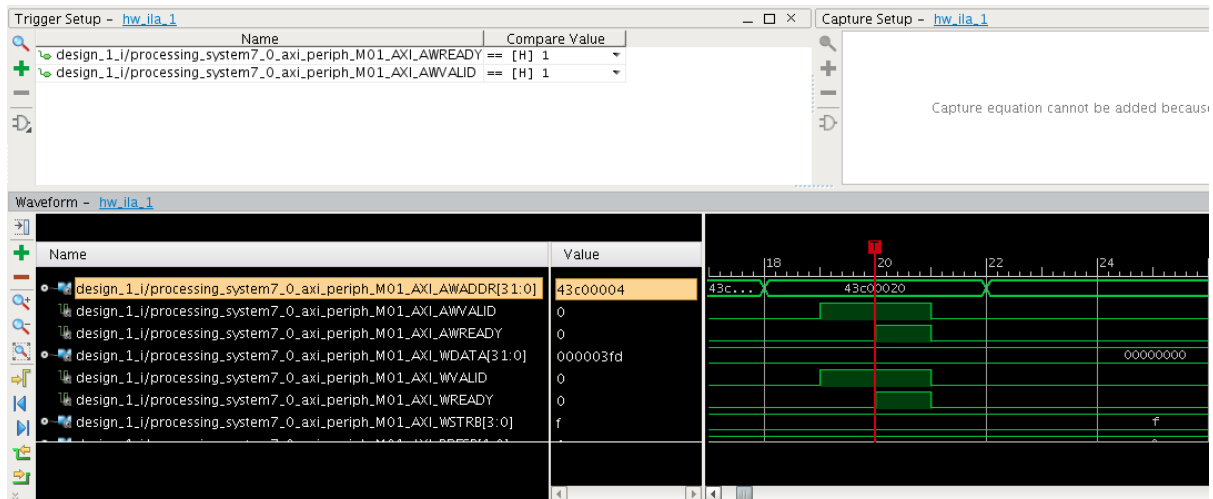 Trigger Setup - hw_ila_1
Capture Setup - hw_ila_1
Name Compare Value
design_1_i/processing_system7_0_axi_periph_M01_AXI_AWREADY == [H] 1
design_1_i/processing_system7_0_axi_periph_M01_AXI_AWVALID == [H] 1
Capture equation cannot be added becaus
Waveform - hw_ila_1
T
Name Value
18 20 22 24
design_1_i/processing_system7_0_axi_periph_M01_AXI_AWADDR[31:0] 43c00004 43c... 43c00020
design_1_i/processing_system7_0_axi_periph_M01_AXI_AWVALID 0
design_1_i/processing_system7_0_axi_periph_M01_AXI_AWREADY 0
design_1_i/processing_system7_0_axi_periph_M01_AXI_WDATA[31:0] 000003fd 00000000
design_1_i/processing_system7_0_axi_periph_M01_AXI_WVALID 0
design_1_i/processing_system7_0_axi_periph_M01_AXI_WREADY 0
design_1_i/processing_system7_0_axi_periph_M01_AXI_WSTRB[3:0] f f